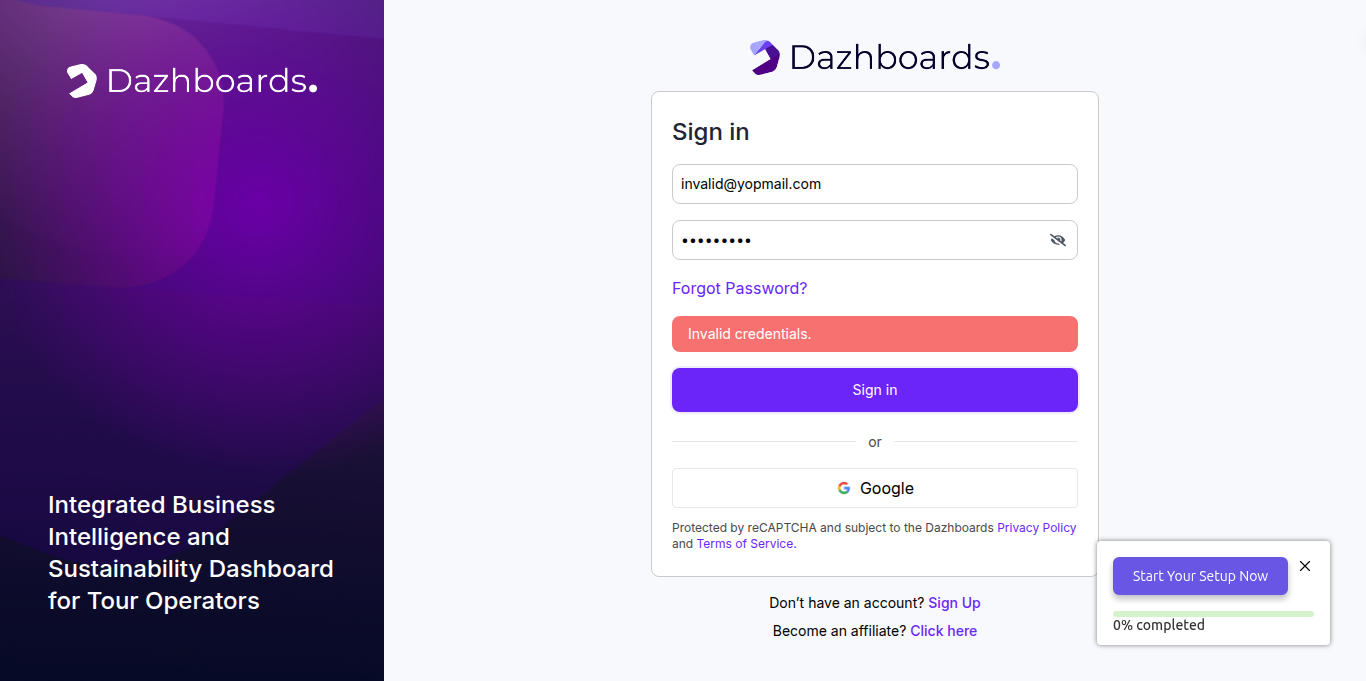 Dazhboards.
Integrated Business
Intelligence and
Sustainability Dashboard
for Tour Operators
Dazhboards.
Sign in
invalid@yopmail.com
•••••••••
Forgot Password?
Invalid credentials.
Sign in
or
Google
Protected by reCAPTCHA and subject to the Dazhboards Privacy Policy
and Terms of Service.
Don’t have an account? Sign Up
Become an affiliate? Click here
Start Your Setup Now
0% completed